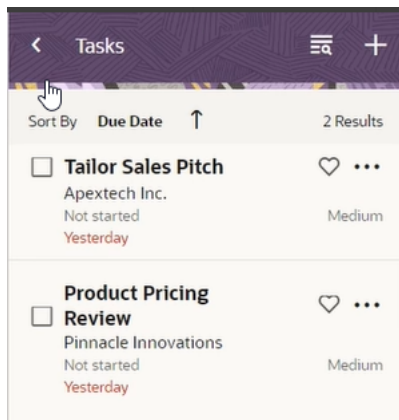 Tasks
Sort By Due Date ↑ 2 Results
Tailor Sales Pitch
Apextech Inc.
Not started Medium
Yesterday
Product Pricing
Review
Pinnacle Innovations
Not started Medium
Yesterday